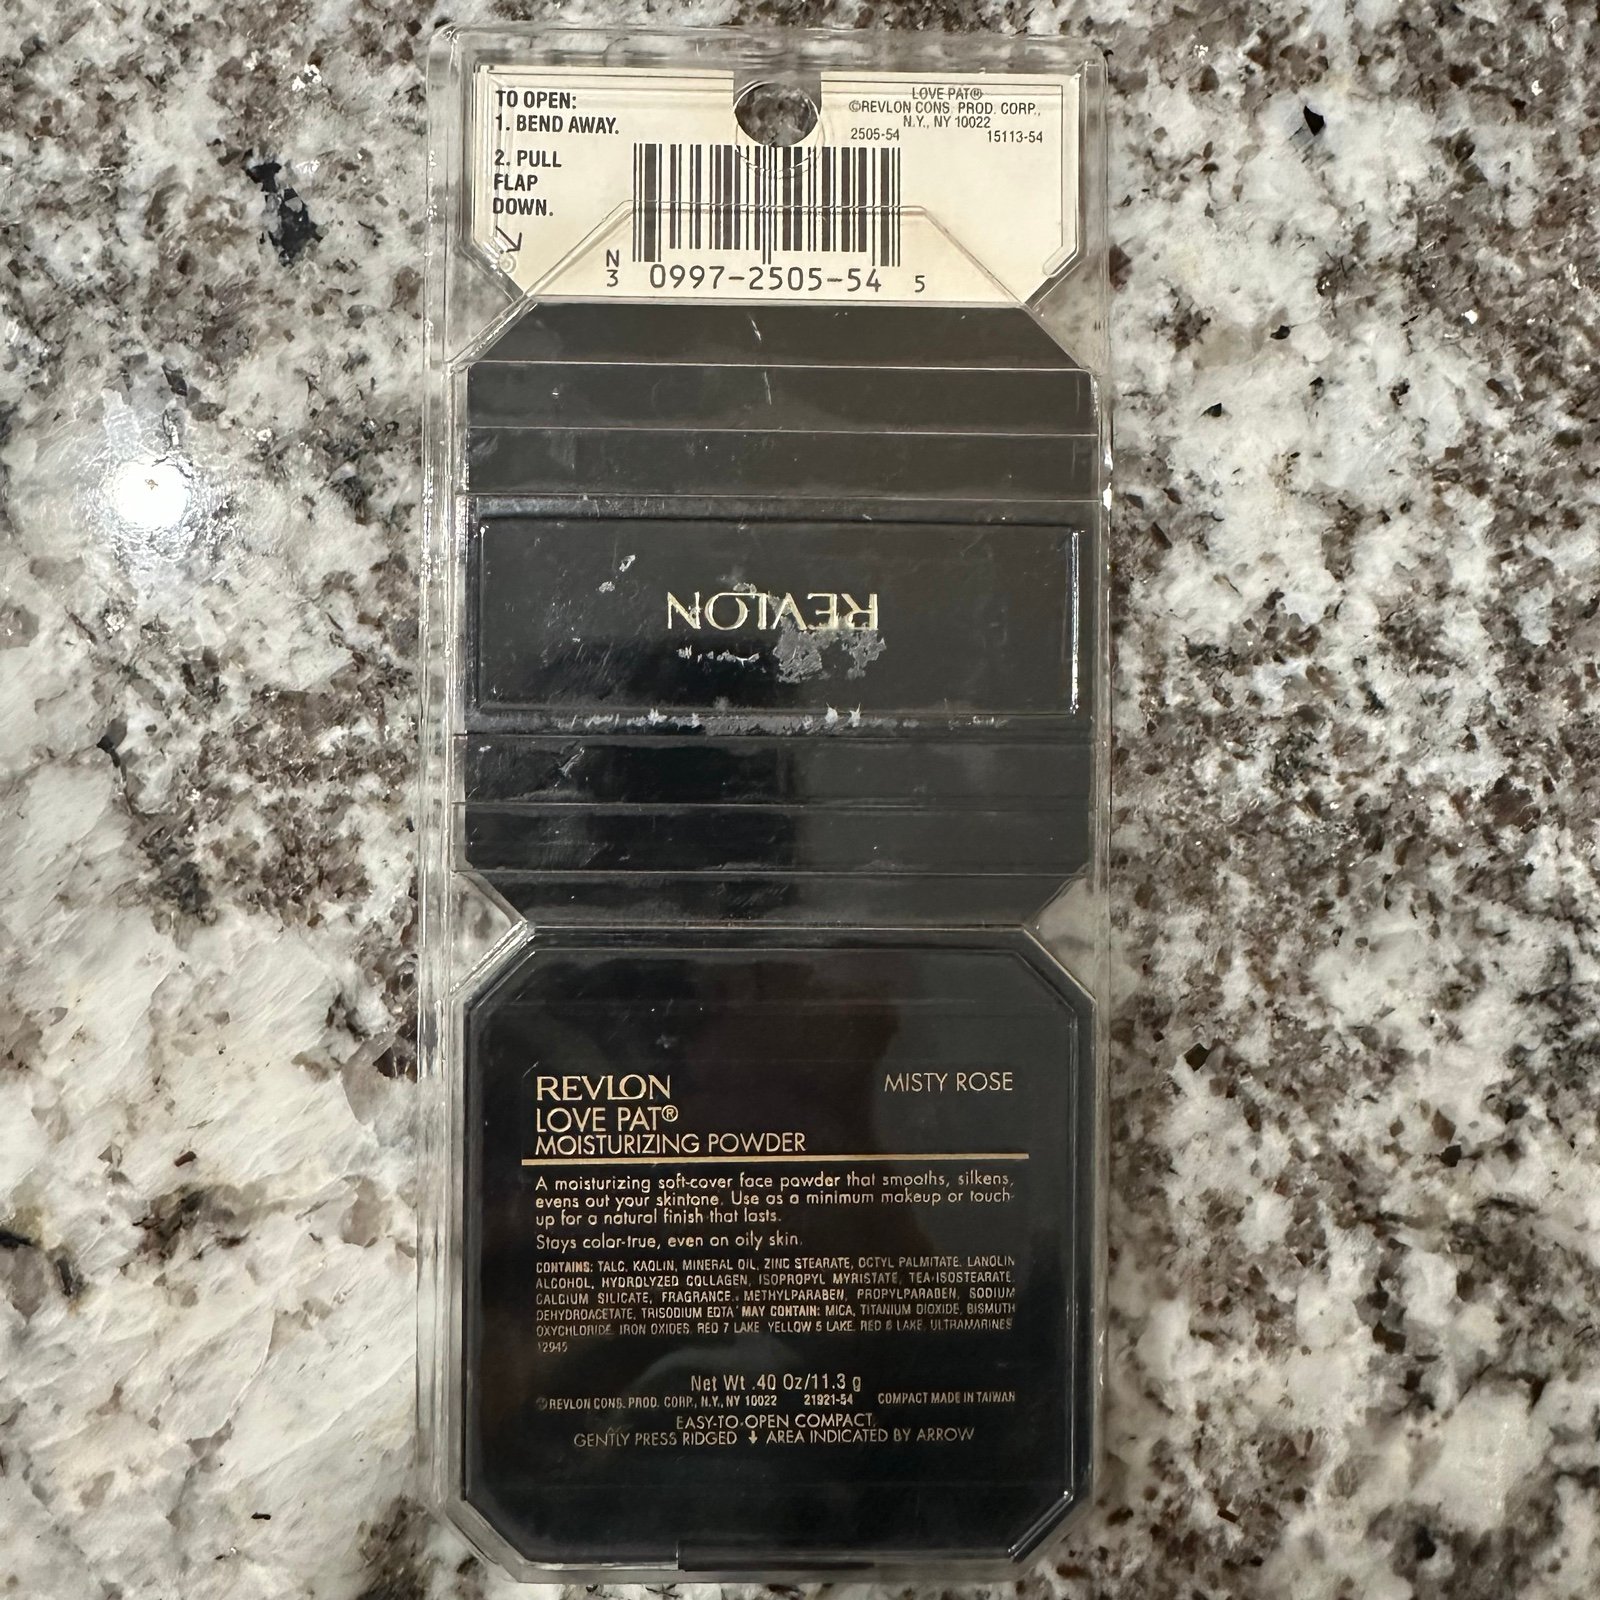 TO OPEN:
1. BEND AWAY.
2. PULL
FLAP
DOWN.
LOVE PAT®
©REVLON CONS. PROD. CORP.,
N.Y., NY 10022
2505-54 15113-54
N
3 0997-2505-54 5
REVLON
REVLON MISTY ROSE
LOVE PAT®
MOISTURIZING POWDER
A moisturizing soft-cover face powder that smooths, silkens,
evens out your skintone. Use as a minimum makeup or touch-
up for a natural finish that lasts.
Stays color-true, even on oily skin.
CONTAINS: TALC, KAOLIN, MINERAL OIL, ZINC STEARATE, OCTYL PALMITATE, LANOLIN
ALCOHOL, HYDROLYZED COLLAGEN, ISOPROPYL MYRISTATE, TEA-ISOSTEARATE,
CALCIUM SILICATE, FRAGRANCE, METHYLPARABEN, PROPYLPARABEN, SODIUM
DEHYDROACETATE, TRISODIUM EDTA MAY CONTAIN: MICA, TITANIUM DIOXIDE, BISMUTH
OXYCHLORIDE, IRON OXIDES, RED 7 LAKE, YELLOW 5 LAKE, RED 6 LAKE, ULTRAMARINES
12945
Net Wt .40 Oz/11.3 g
©REVLON CONS. PROD. CORP., N.Y., NY 10022 21921-54 COMPACT MADE IN TAIWAN
EASY-TO-OPEN COMPACT,
GENTLY PRESS RIDGED ↓ AREA INDICATED BY ARROW